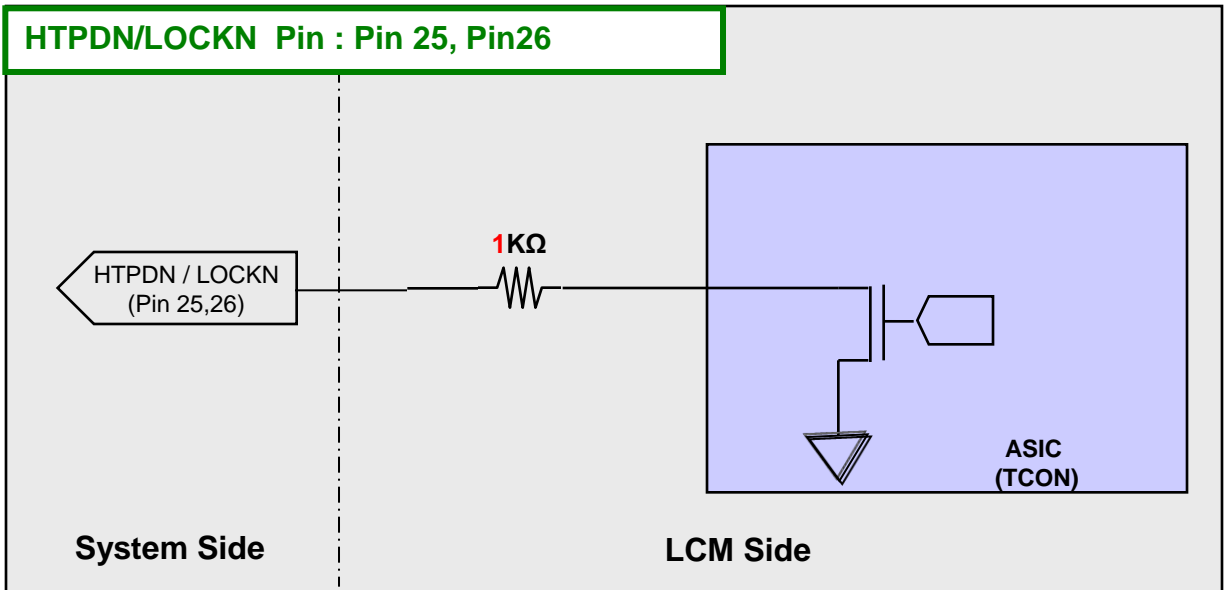 HTPDN/LOCKN Pin : Pin 25, Pin26
1KΩ
HTPDN / LOCKN
(Pin 25,26)
ASIC
(TCON)
System Side
LCM Side